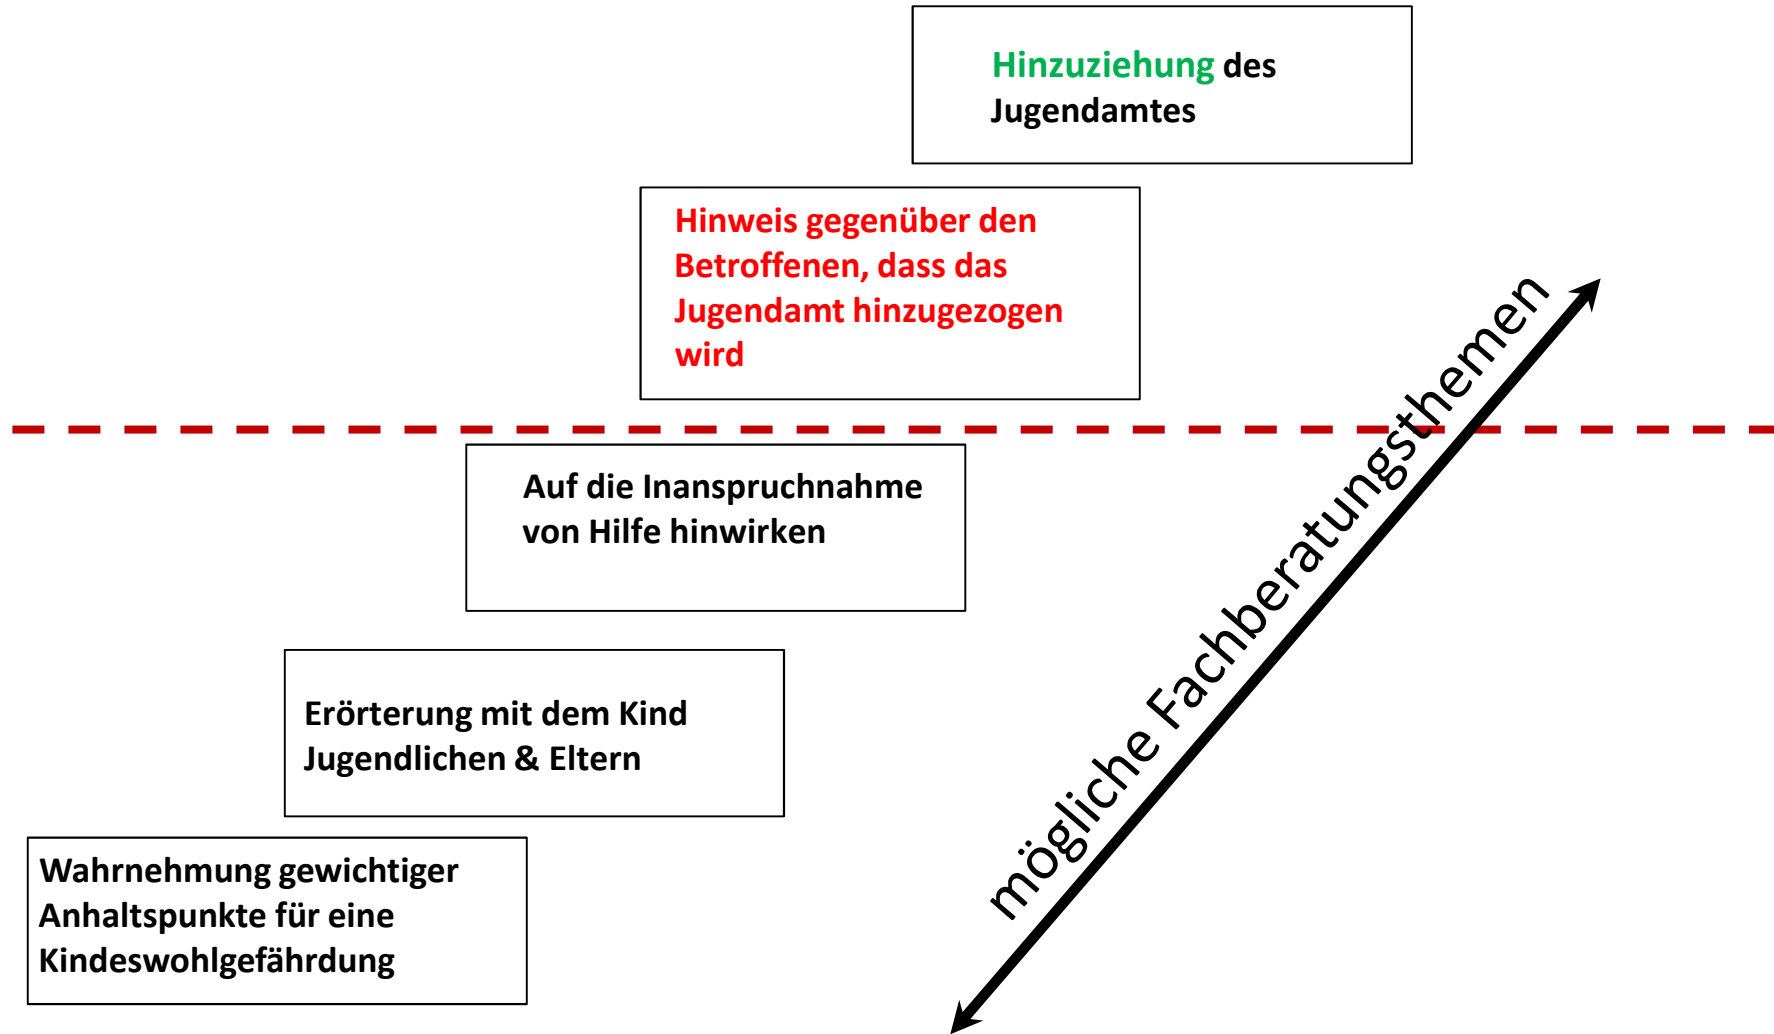 Hinzuziehung des
Jugendamtes
Hinweis gegenüber den
Betroffenen, dass das
Jugendamt hinzugezogen
wird
Auf die Inanspruchnahme
von Hilfe hinwirken
Erörterung mit dem Kind
Jugendlichen & Eltern
Wahrnehmung gewichtiger
Anhaltspunkte für eine
Kindeswohlgefährdung
mögliche Fachberatungsthemen